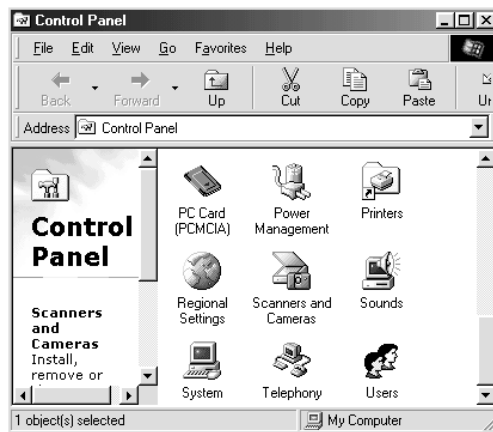 Control Panel
File Edit View Go Favorites Help
Back Forward Up Cut Copy Paste
Address Control Panel
Control
Panel
Scanners
and
Cameras
Install,
remove or
PC Card
(PCMCIA)
Power
Management
Printers
Regional
Settings
Scanners and
Cameras
Sounds
System
Telephony
Users
1 object(s) selected
My Computer